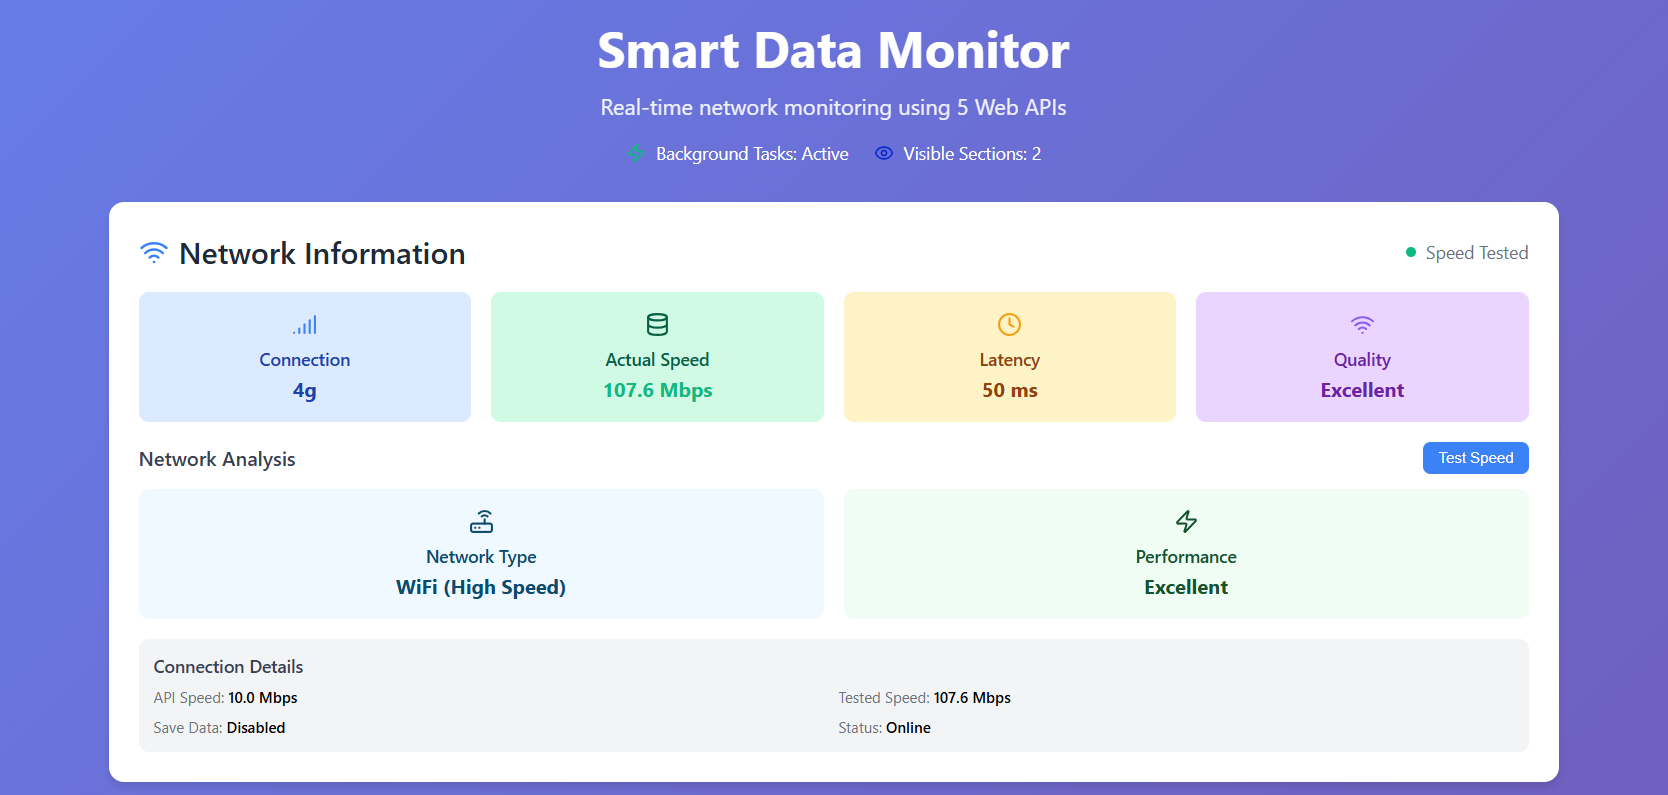 Smart Data Monitor
Real-time network monitoring using 5 Web APIs
Background Tasks: Active
Visible Sections: 2
Network Information
Speed Tested
Connection
4g
Actual Speed
107.6 Mbps
Latency
50 ms
Quality
Excellent
Network Analysis
Test Speed
Network Type
WiFi (High Speed)
Performance
Excellent
Connection Details
API Speed: 10.0 Mbps
Tested Speed: 107.6 Mbps
Save Data: Disabled
Status: Online